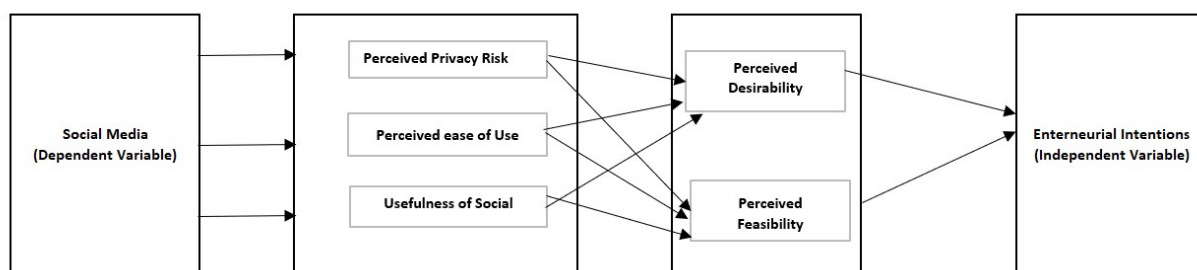 Social Media
(Dependent Variable)
Perceived Privacy Risk
Perceived ease of Use
Usefulness of Social
Perceived
Desirability
Perceived
Feasibility
Enterneurial Intentions
(Independent Variable)